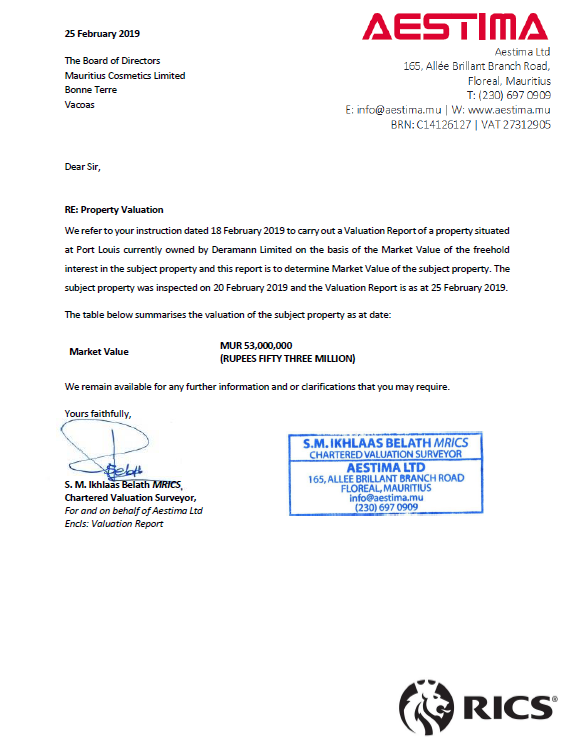 AESTIMA
25 February 2019
Aestima Ltd
165, Allée Brillant Branch Road,
Floreal, Mauritius
T: (230) 697 0909
E: info@aestima.mu | W: www.aestima.mu
BRN: C14126127 | VAT 27312905
The Board of Directors
Mauritius Cosmetics Limited
Bonne Terre
Vacoas
Dear Sir,
RE: Property Valuation
We refer to your instruction dated 18 February 2019 to carry out a Valuation Report of a property situated
at Port Louis currently owned by Deramann Limited on the basis of the Market Value of the freehold
interest in the subject property and this report is to determine Market Value of the subject property. The
subject property was inspected on 20 February 2019 and the Valuation Report is as at 25 February 2019.
The table below summarises the valuation of the subject property as at date:
Market Value
MUR 53,000,000
(RUPEES FIFTY THREE MILLION)
We remain available for any further information and or clarifications that you may require.
Yours faithfully,
Belath
S. M. Ikhlaas Belath MRICS,
Chartered Valuation Surveyor,
For and on behalf of Aestima Ltd
Encls: Valuation Report
S.M. IKHLAAS BELATH MRICS
CHARTERED VALUATION SURVEYOR
AESTIMA LTD
165, ALLEE BRILLANT BRANCH ROAD
FLOREAL, MAURITIUS
info@aestima.mu
(230) 697 0909
RICS®